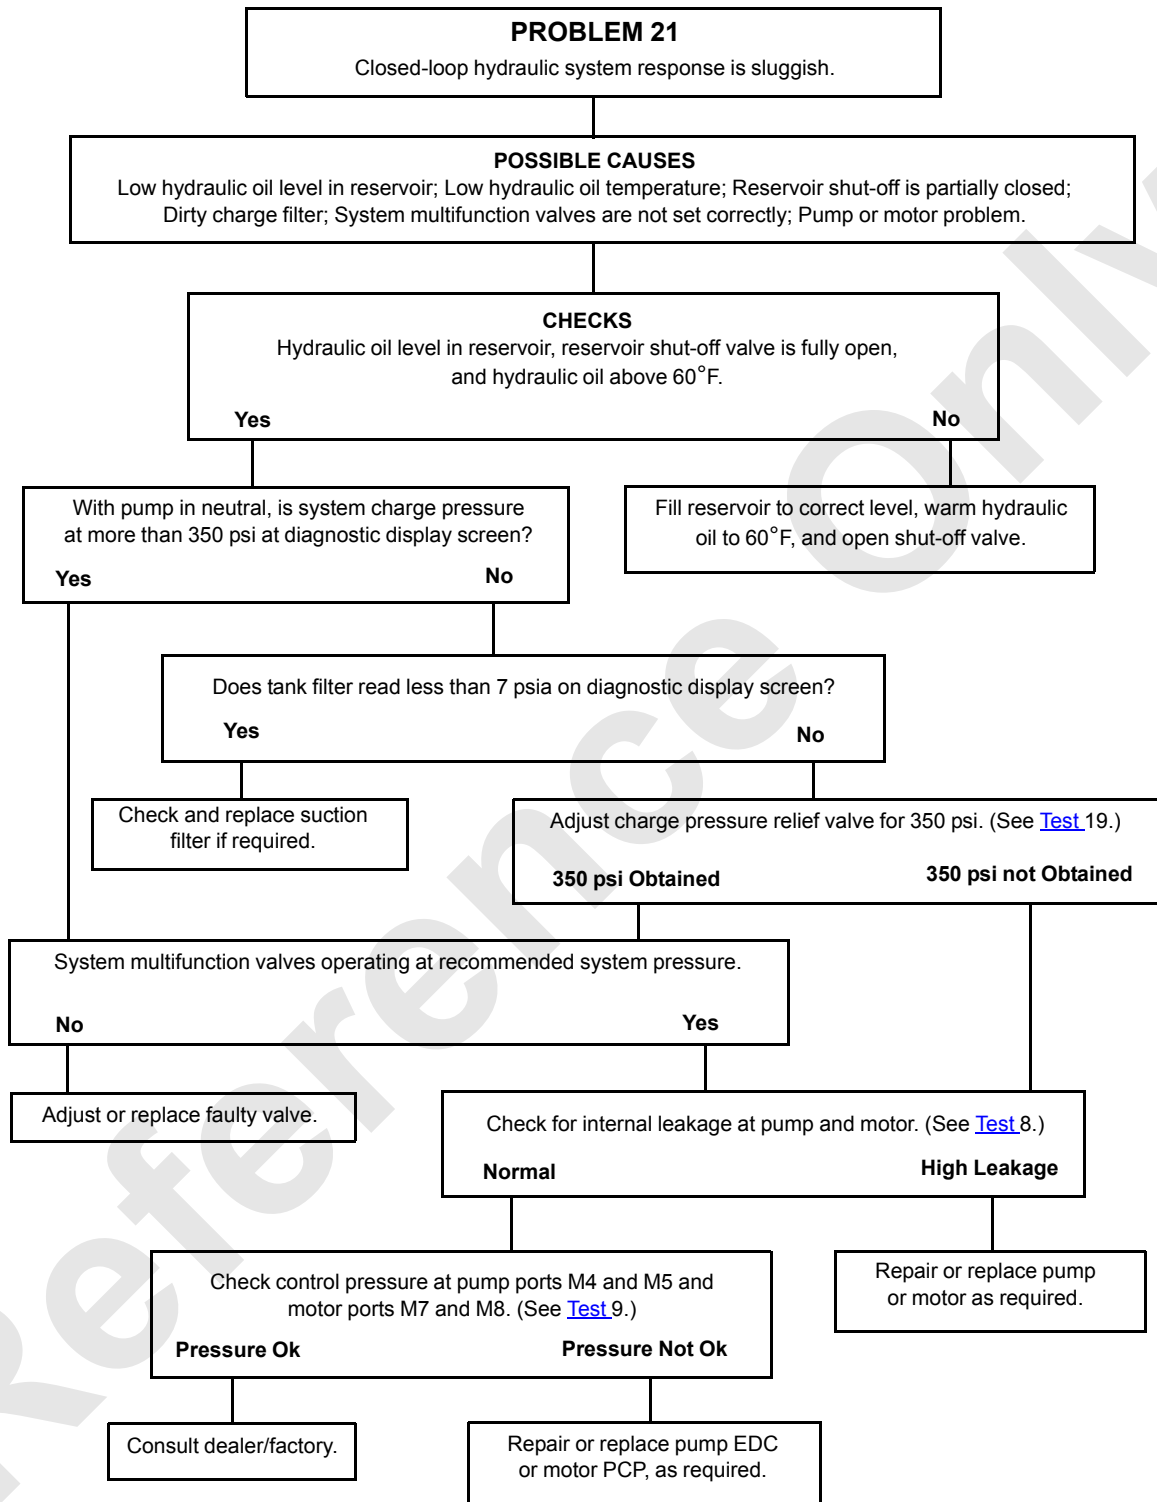 PROBLEM 21
Closed-loop hydraulic system response is sluggish.
POSSIBLE CAUSES
Low hydraulic oil level in reservoir; Low hydraulic oil temperature; Reservoir shut-off is partially closed;
Dirty charge filter; System multifunction valves are not set correctly; Pump or motor problem.
CHECKS
Hydraulic oil level in reservoir, reservoir shut-off valve is fully open,
and hydraulic oil above 60°F.
Yes
No
With pump in neutral, is system charge pressure
at more than 350 psi at diagnostic display screen?
Yes
No
Fill reservoir to correct level, warm hydraulic
oil to 60°F, and open shut-off valve.
Does tank filter read less than 7 psia on diagnostic display screen?
Yes
No
Check and replace suction
filter if required.
Adjust charge pressure relief valve for 350 psi. (See Test 19.)
350 psi Obtained
350 psi not Obtained
System multifunction valves operating at recommended system pressure.
No
Yes
Adjust or replace faulty valve.
Check for internal leakage at pump and motor. (See Test 8.)
Normal
High Leakage
Check control pressure at pump ports M4 and M5 and
motor ports M7 and M8. (See Test 9.)
Pressure Ok
Pressure Not Ok
Repair or replace pump
or motor as required.
Consult dealer/factory.
Repair or replace pump EDC
or motor PCP, as required.
Reference Only